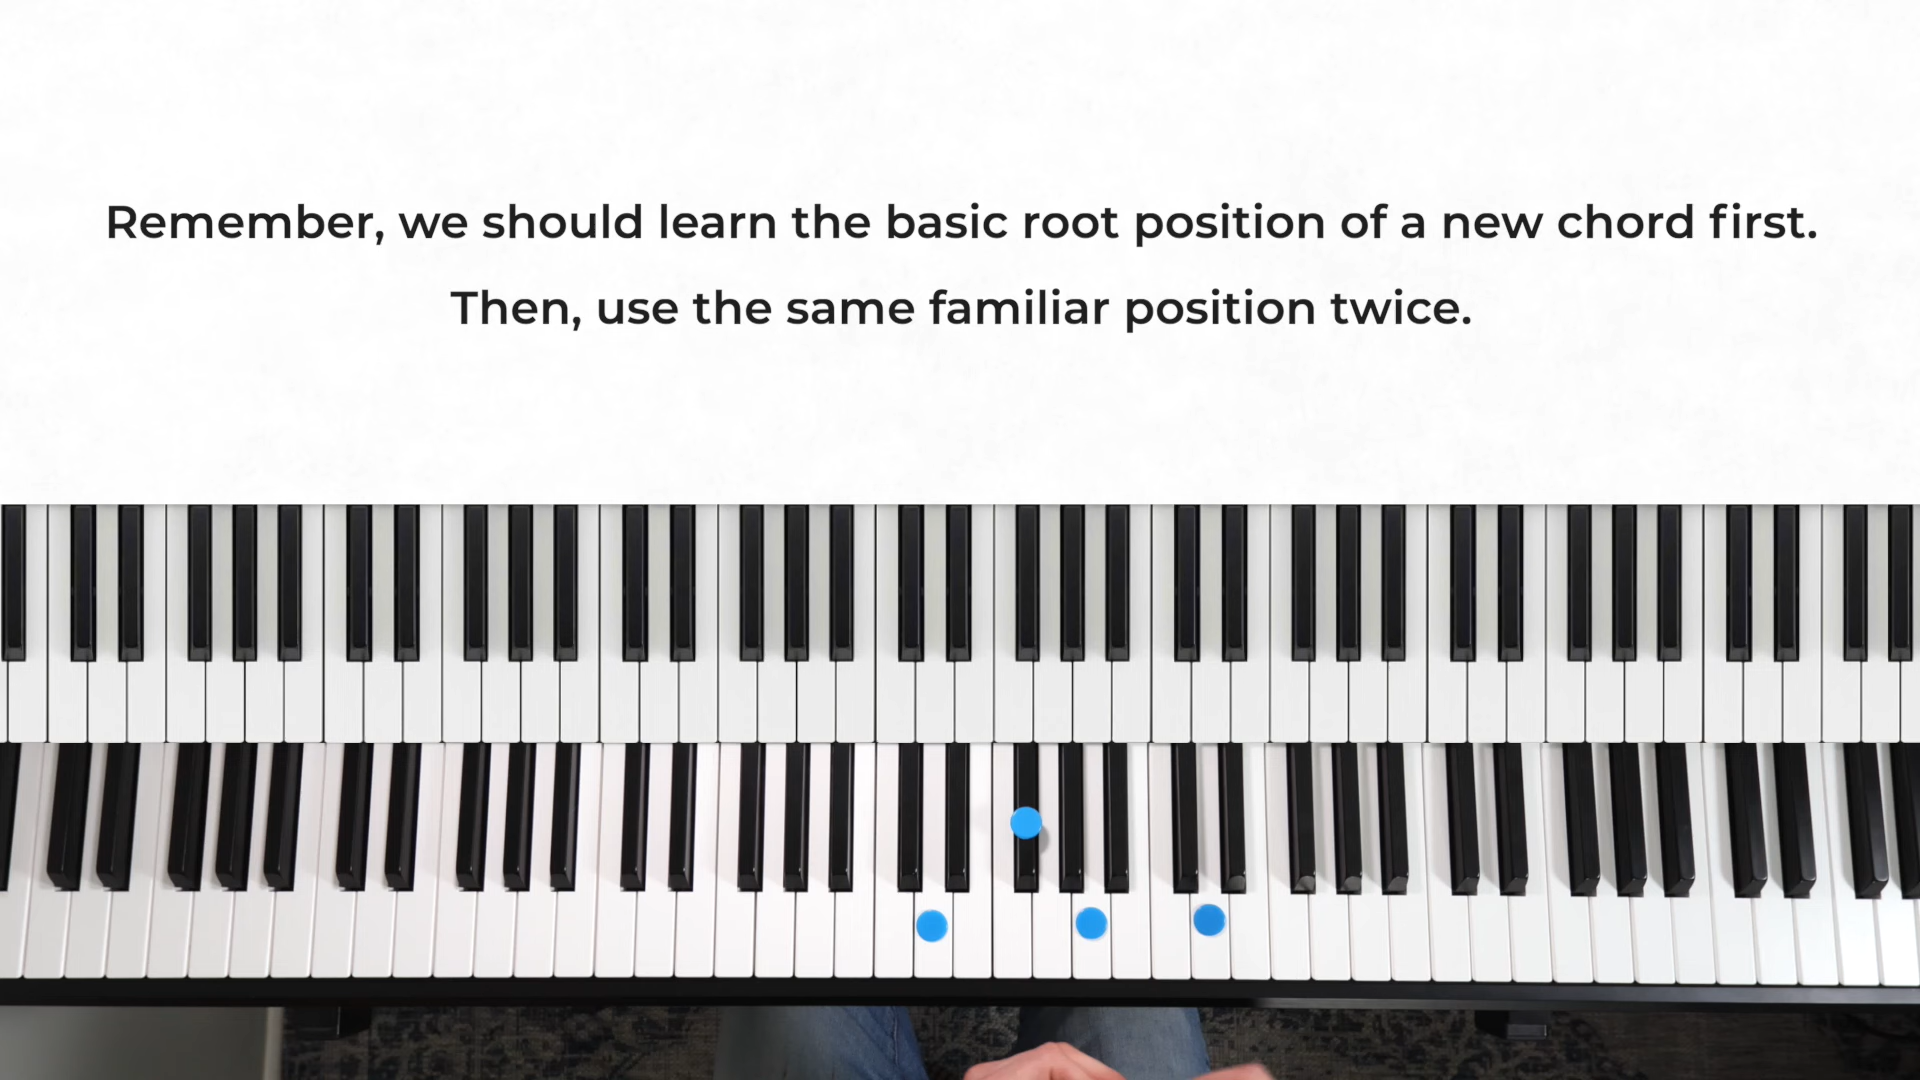 Remember, we should learn the basic root position of a new chord first.
Then, use the same familiar position twice.